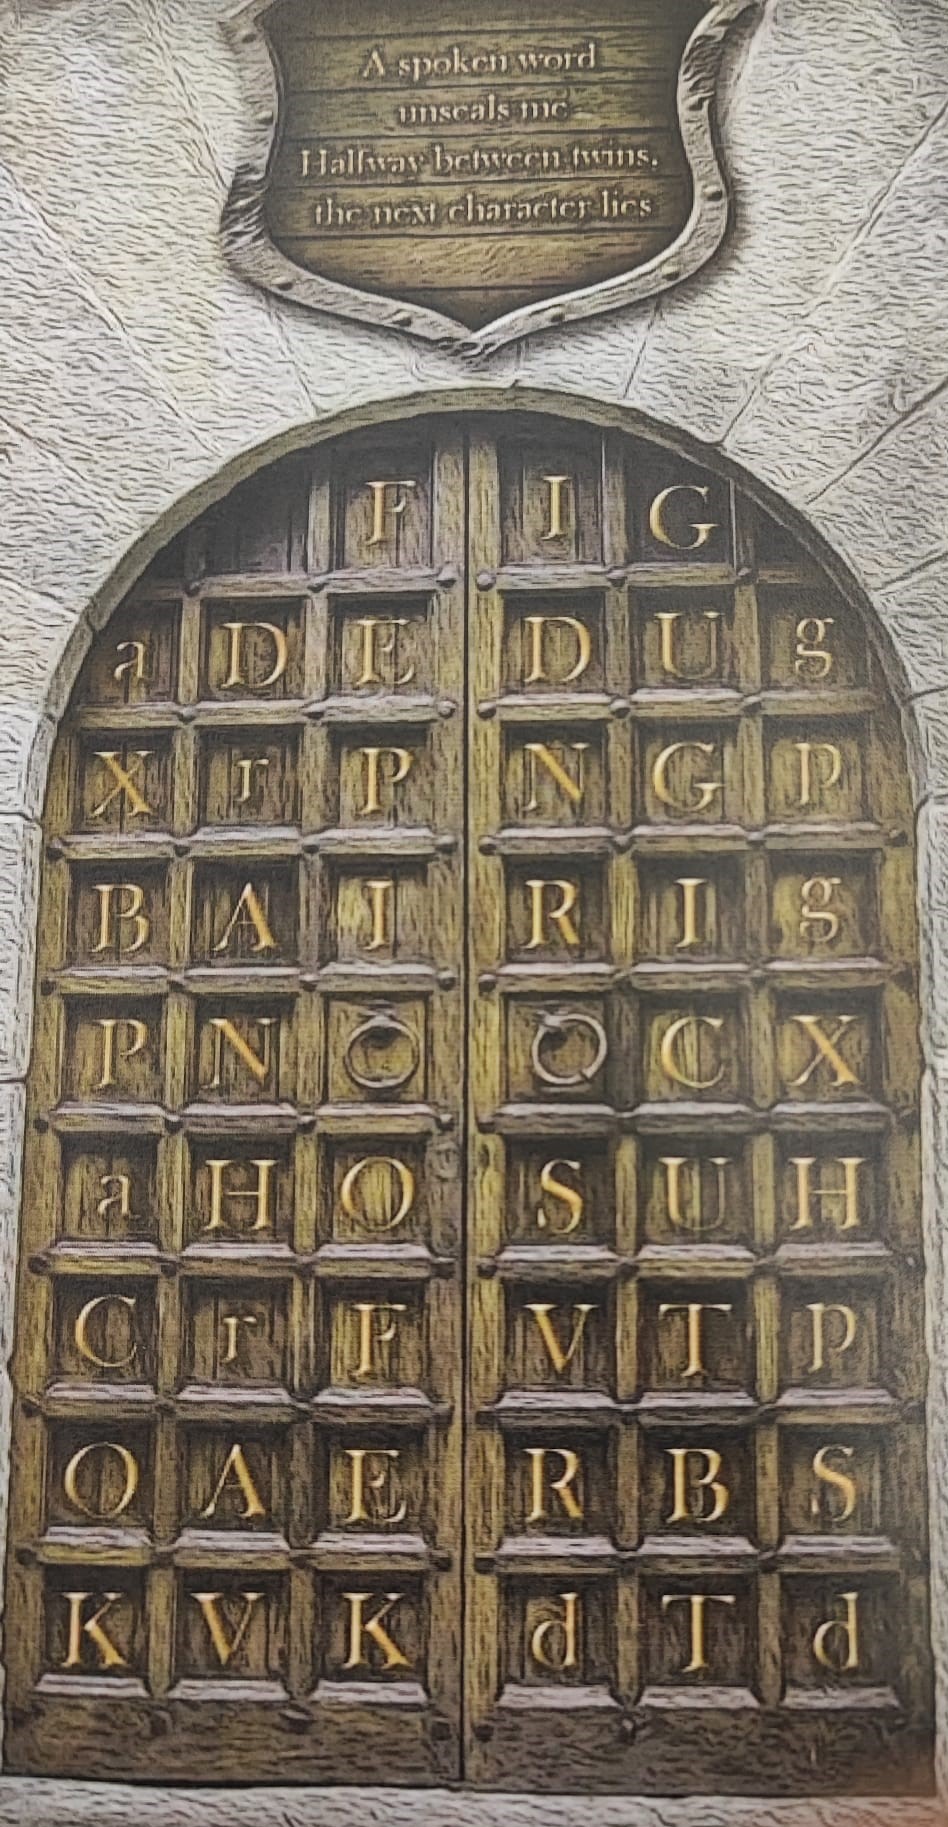 A spoken word
unseals me
Halfway between twins,
the next character lies
F I G
a D E D U g
X r P N G p
B A I R I g
P N C X
a H O S U H
C r F V T p
O A E R B S
K V K d T d